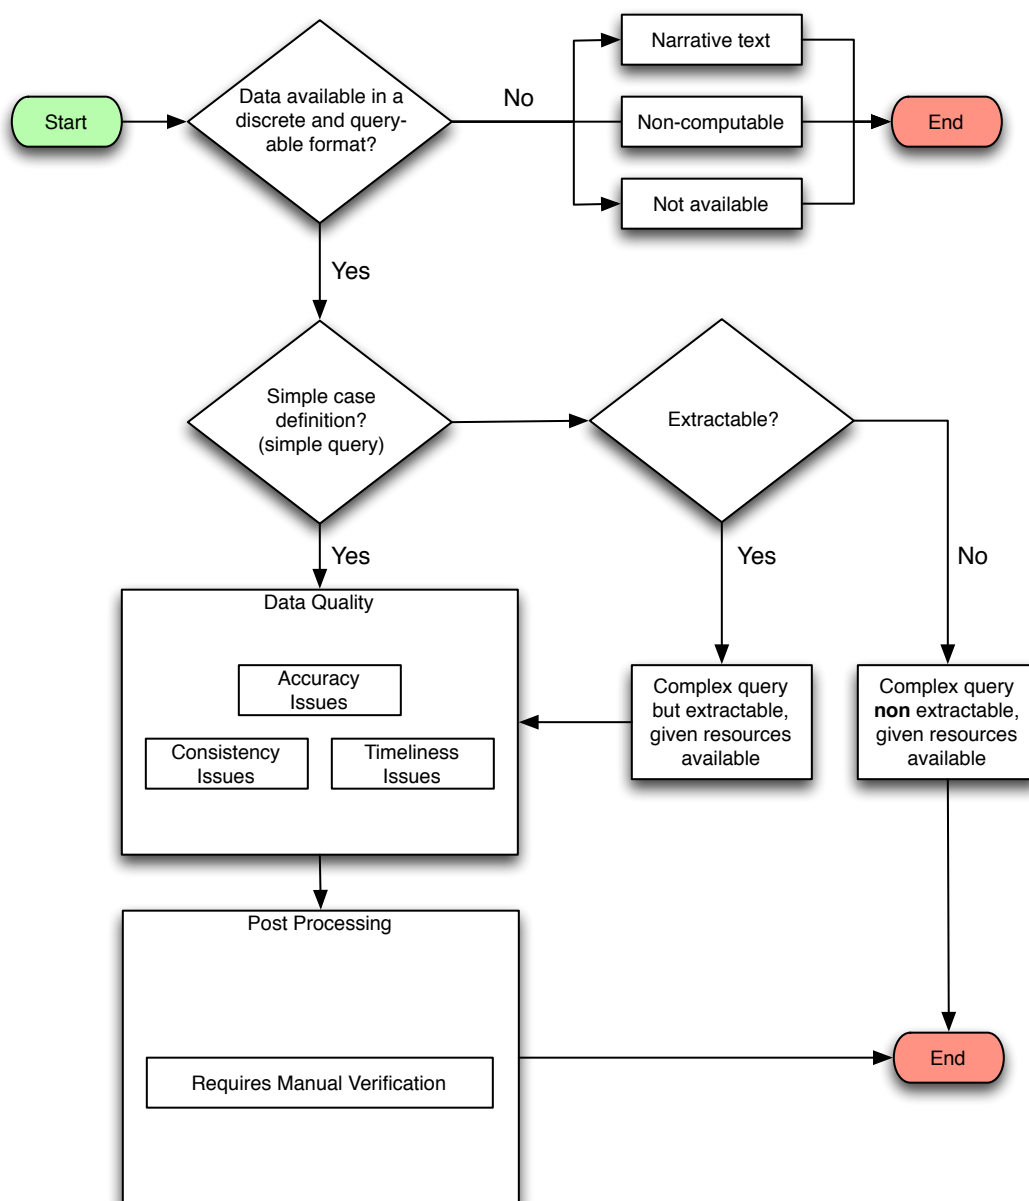 Start
Data available in a
discrete and query-
able format?
No
Narrative text
Non-computable
Not available
End
Yes
Simple case
definition?
(simple query)
Extractable?
Yes
Yes
No
Data Quality
Accuracy
Issues
Consistency
Issues
Timeliness
Issues
Complex query
but extractable,
given resources
available
Complex query
non extractable,
given resources
available
Post Processing
Requires Manual Verification
End